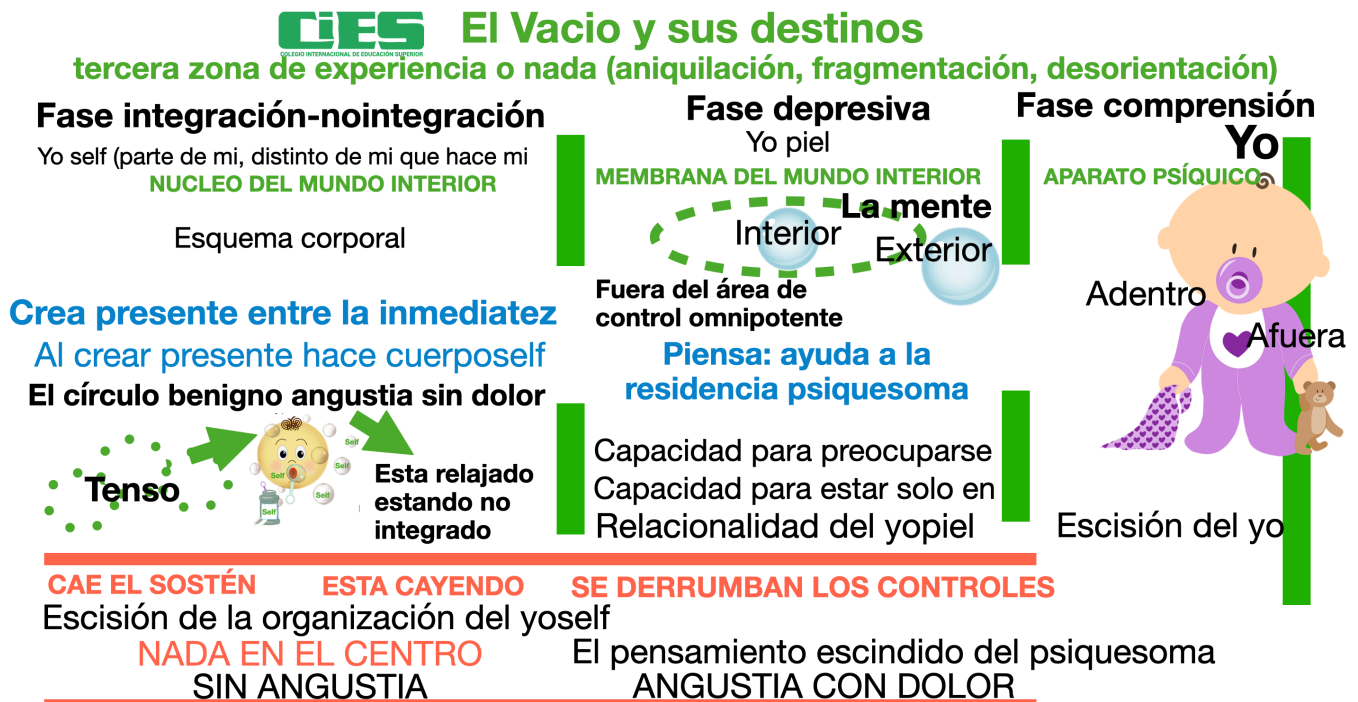 CiES
COLEGIO INTERNACIONAL DE EDUCACIÓN SUPERIOR
El Vacio y sus destinos
tercera zona de experiencia o nada (aniquilación, fragmentación, desorientación)
Fase integración-nointegración
Yo self (parte de mi, distinto de mi que hace mi
NUCLEO DEL MUNDO INTERIOR
Esquema corporal
Crea presente entre la inmediatez
Al crear presente hace cuerpoself
El círculo benigno angustia sin dolor
Tenso
Self
Self
Self
Self
Self
Esta relajado
estando no
integrado
Fase depresiva
Yo piel
MEMBRANA DEL MUNDO INTERIOR
La mente
Interior
Exterior
Fuera del área de
control omnipotente
Piensa: ayuda a la
residencia psiquesoma
Capacidad para preocuparse
Capacidad para estar solo en
Relacionalidad del yopiel
Fase comprensión
Yo
APARATO PSÍQUICO
Adentro
Afuera
Escisión del yo
CAE EL SOSTÉN
ESTA CAYENDO
SE DERRUMBAN LOS CONTROLES
Escisión de la organización del yoself
NADA EN EL CENTRO
El pensamiento escindido del psiquesoma
SIN ANGUSTIA
ANGUSTIA CON DOLOR